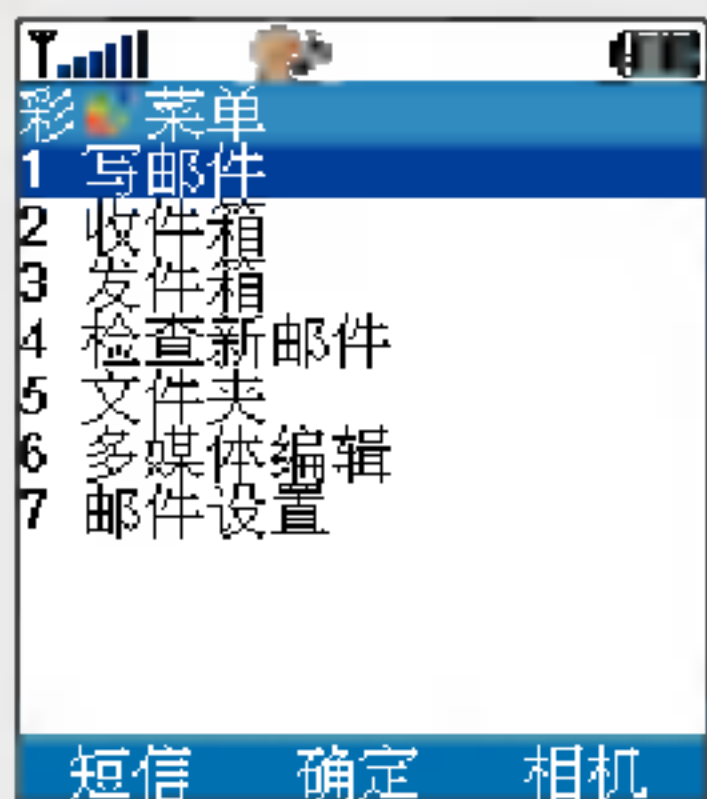 彩e菜单
1 写邮件
2 收件箱
3 发件箱
4 检查新邮件
5 文件夹
6 多媒体编辑
7 邮件设置
短信 确定 相机